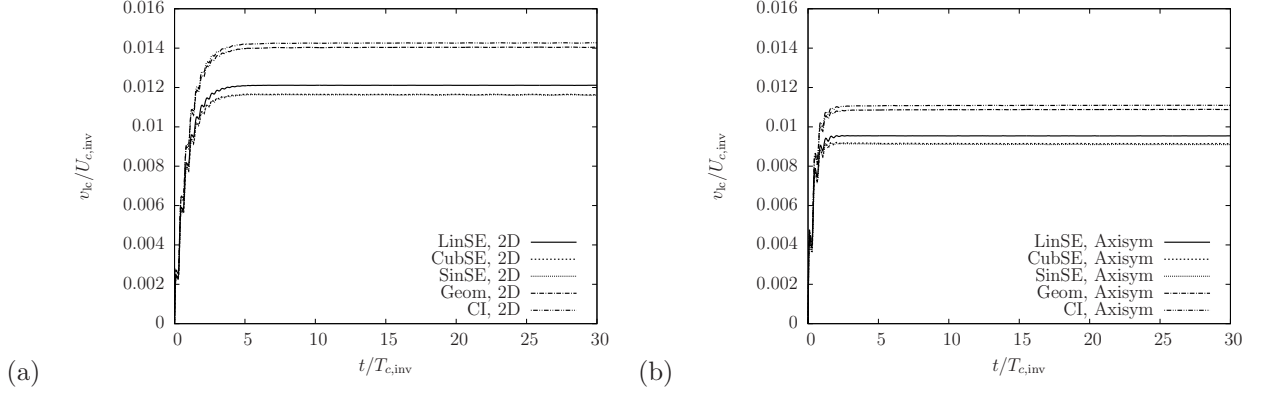 0.016
0.014
0.012
0.01
0.008
0.006
0.004
0.002
0
v_lc/U_c,inv
LinSE, 2D
CubSE, 2D
SinSE, 2D
Geom, 2D
CI, 2D
0 5 10 15 20 25 30
t/T_c,inv
(a)
0.016
0.014
0.012
0.01
0.008
0.006
0.004
0.002
0
v_lc/U_c,inv
LinSE, Axisym
CubSE, Axisym
SinSE, Axisym
Geom, Axisym
CI, Axisym
0 5 10 15 20 25 30
t/T_c,inv
(b)